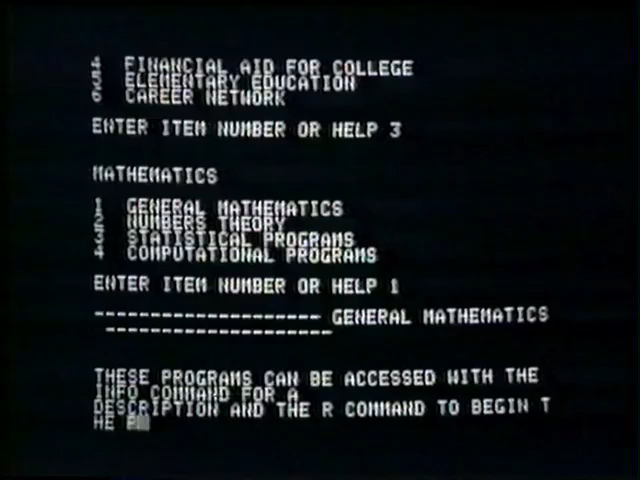 4 FINANCIAL AID FOR COLLEGE
5 ELEMENTARY EDUCATION
6 CAREER NETWORK
ENTER ITEM NUMBER OR HELP 3
MATHEMATICS
1 GENERAL MATHEMATICS
2 NUMBERS THEORY
3 STATISTICAL PROGRAMS
4 COMPUTATIONAL PROGRAMS
ENTER ITEM NUMBER OR HELP 1
--------------------- GENERAL MATHEMATICS
---------------------
THESE PROGRAMS CAN BE ACCESSED WITH THE
INFO COMMAND FOR A
DESCRIPTION AND THE R COMMAND TO BEGIN T
HE P